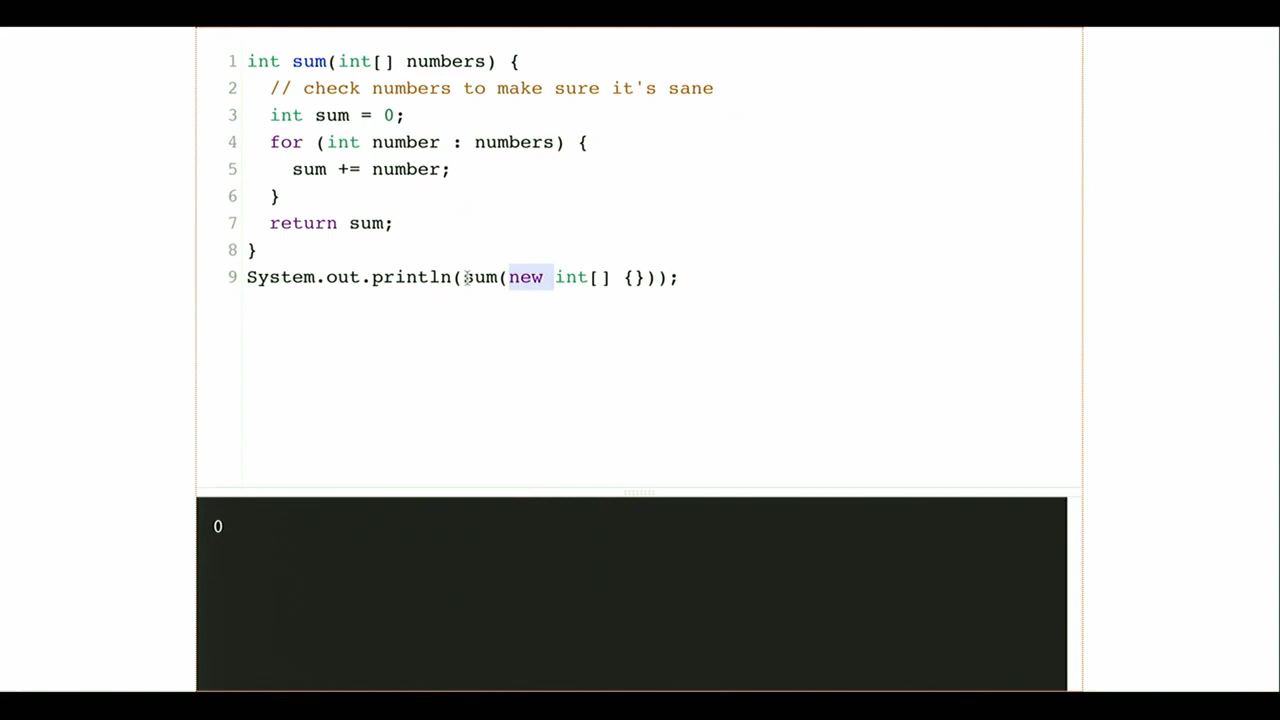 1 int sum(int[] numbers) {
2   // check numbers to make sure it's sane
3   int sum = 0;
4   for (int number : numbers) {
5     sum += number;
6   }
7   return sum;
8 }
9 System.out.println(sum(new int[] {}));
0